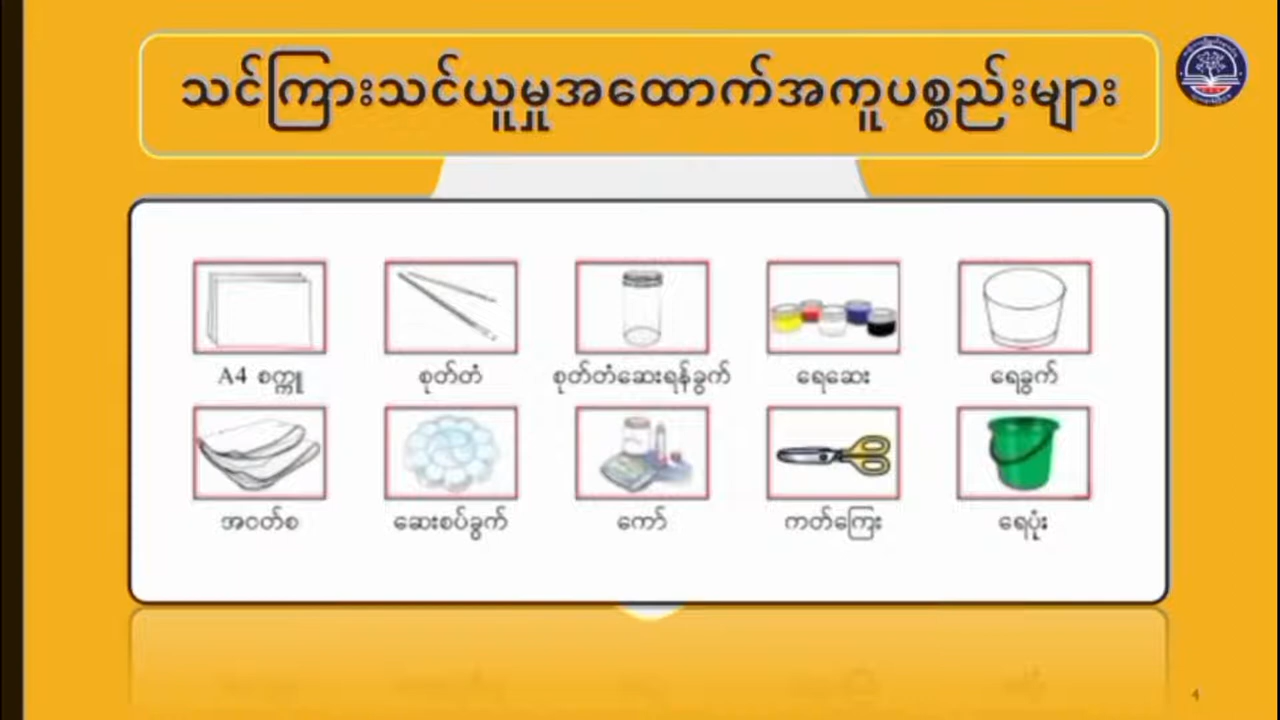 သင်ကြားသင်ယူမှုအထောက်အကူပစ္စည်းများ
A4 စက္ကူ စုတ်တံ စုတ်တံဆေးရန်ခွက် ရေဆေး ရေခွက်
အဝတ်စ ဆေးစပ်ခွက် ကော် ကတ်ကြေး ရေပုံး
4